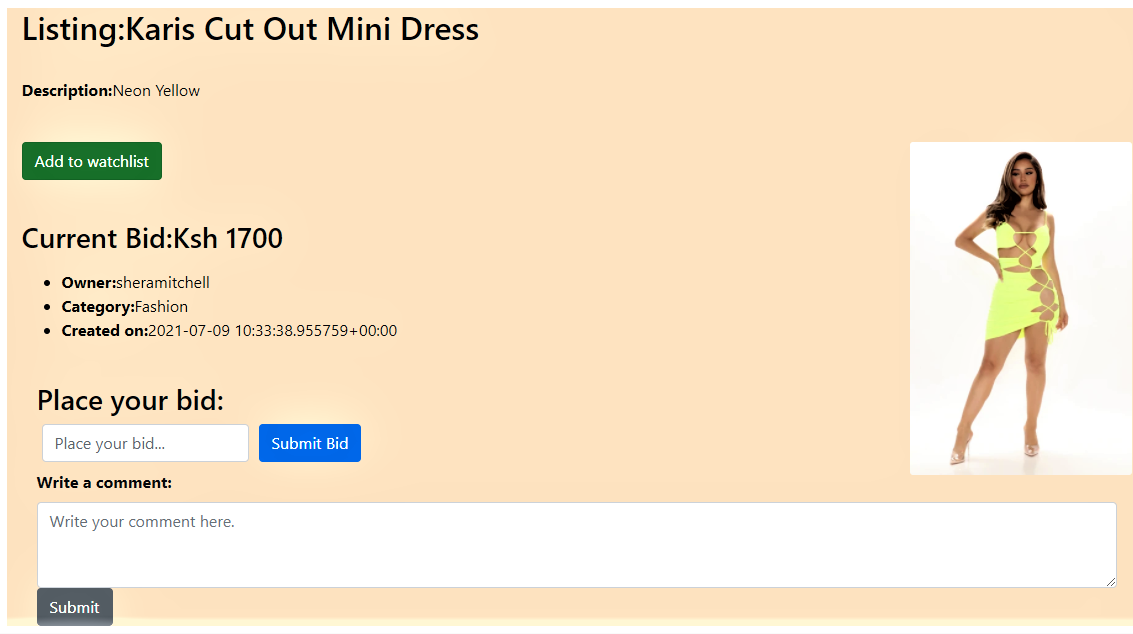 Listing:Karis Cut Out Mini Dress
Description:Neon Yellow
Add to watchlist
Current Bid:Ksh 1700
Owner:sheramitchell
Category:Fashion
Created on:2021-07-09 10:33:38.955759+00:00
Place your bid:
Place your bid...
Submit Bid
Write a comment:
Write your comment here.
Submit